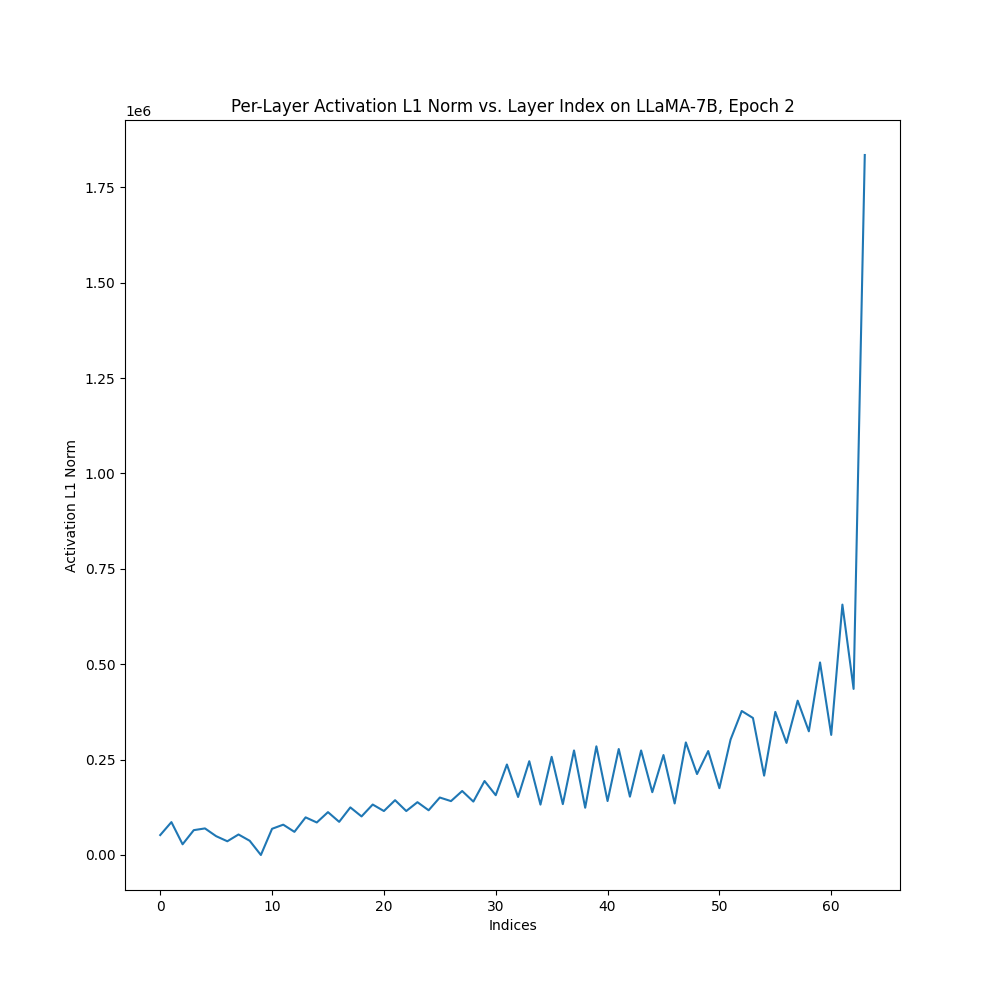 Per-Layer Activation L1 Norm vs. Layer Index on LLaMA-7B, Epoch 2
1e6
1.75
1.50
1.25
1.00
0.75
0.50
0.25
0.00
Activation L1 Norm
0 10 20 30 40 50 60
Indices